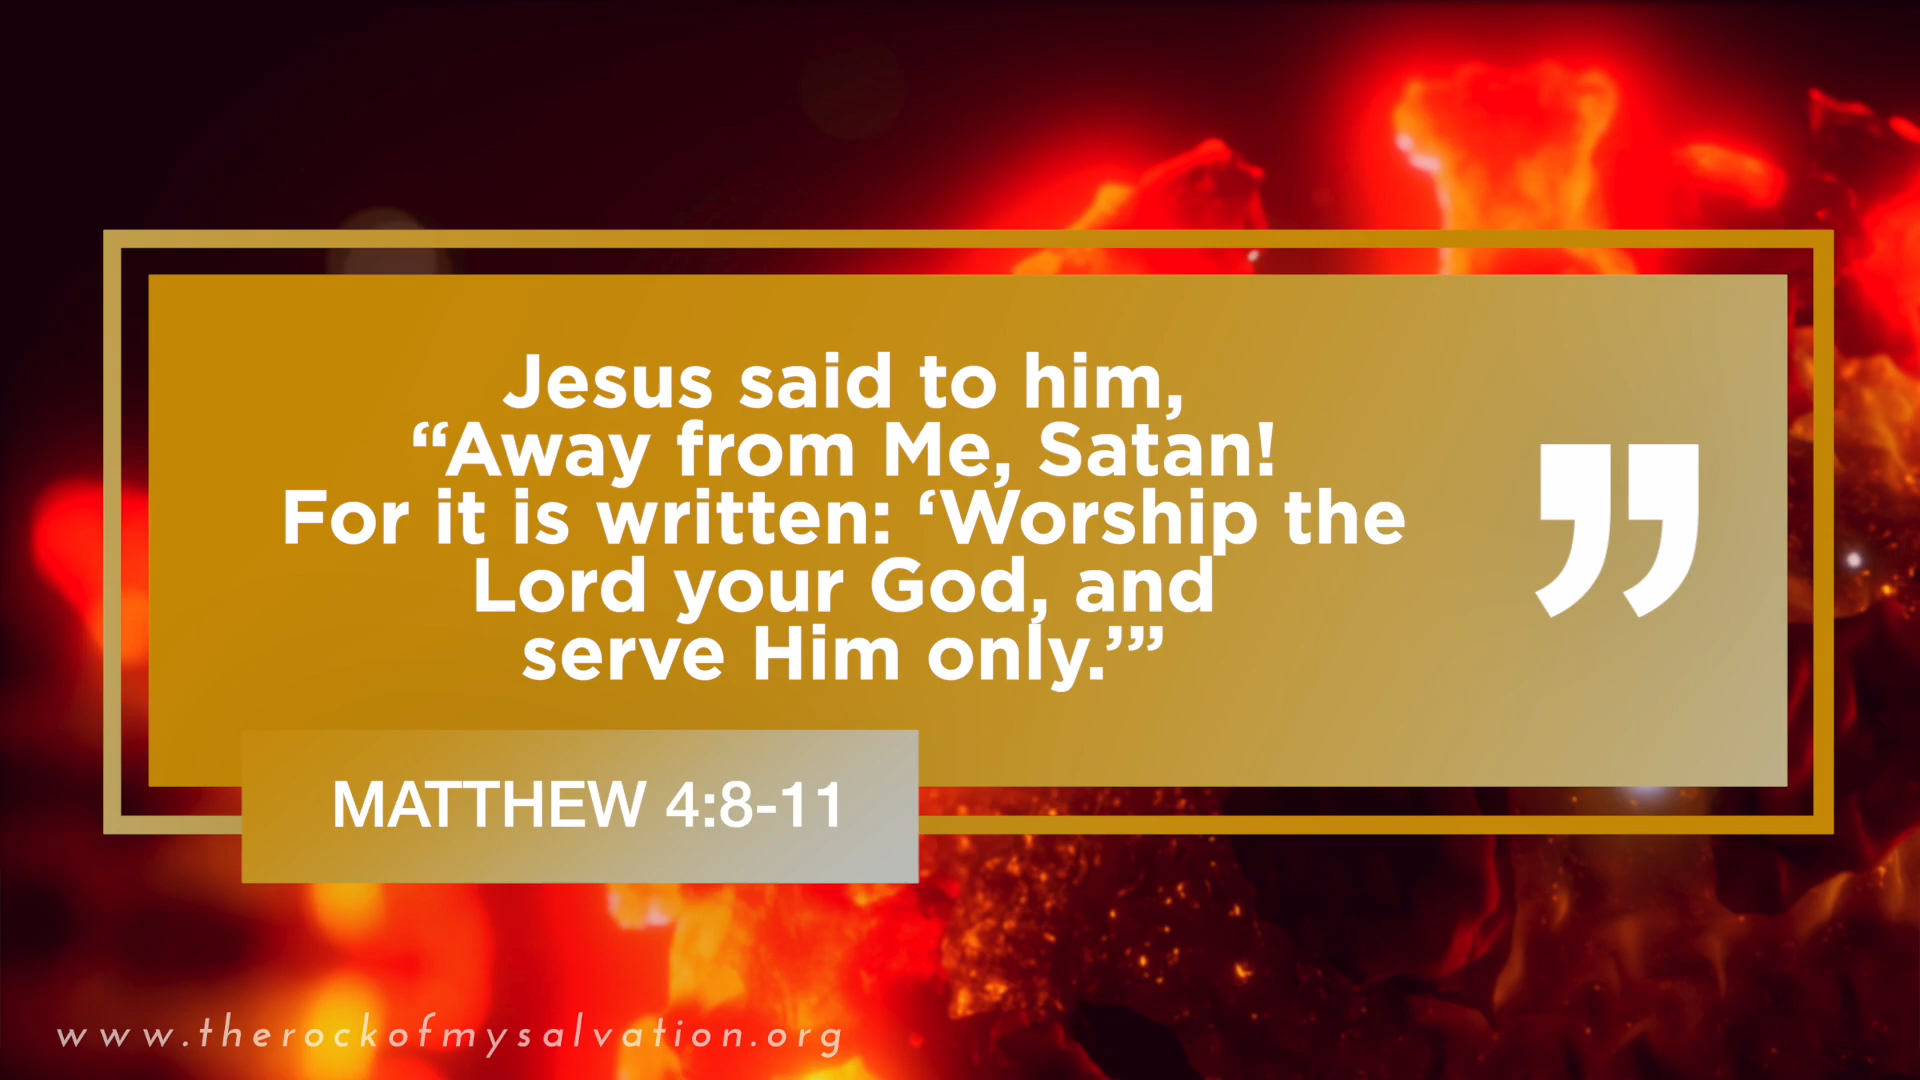 Jesus said to him,
“Away from Me, Satan!
For it is written: ‘Worship the
Lord your God, and
serve Him only.’”
”
MATTHEW 4:8-11
www.therockofmysalvation.org